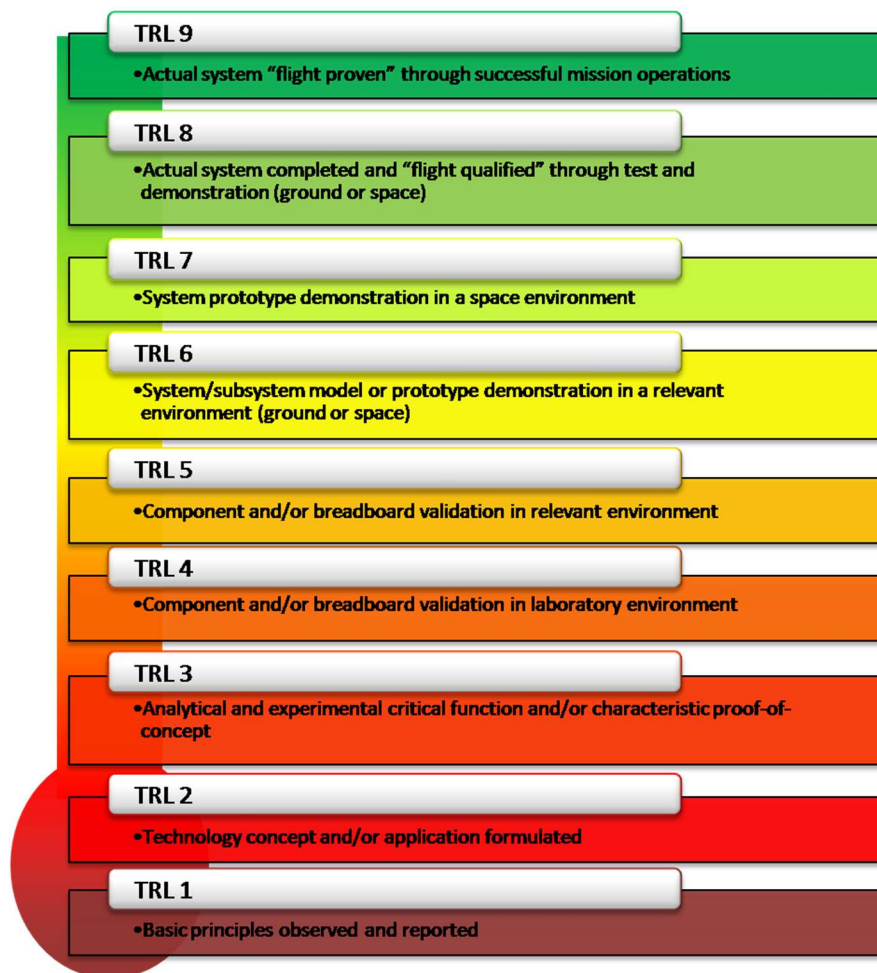 TRL 9
•Actual system “flight proven” through successful mission operations
TRL 8
•Actual system completed and “flight qualified” through test and
demonstration (ground or space)
TRL 7
•System prototype demonstration in a space environment
TRL 6
•System/subsystem model or prototype demonstration in a relevant
environment (ground or space)
TRL 5
•Component and/or breadboard validation in relevant environment
TRL 4
•Component and/or breadboard validation in laboratory environment
TRL 3
•Analytical and experimental critical function and/or characteristic proof-of-
concept
TRL 2
•Technology concept and/or application formulated
TRL 1
•Basic principles observed and reported